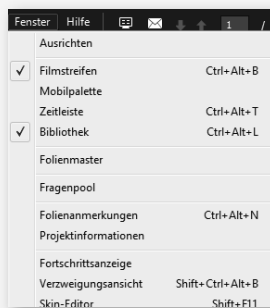 Fenster Hilfe 1 /
Ausrichten
Filmstreifen Ctrl+Alt+B
Mobilpalette
Zeitleiste Ctrl+Alt+T
Bibliothek Ctrl+Alt+L
Folienmaster
Fragenpool
Folienanmerkungen Ctrl+Alt+N
Projektinformationen
Fortschrittsanzeige
Verzweigungsansicht Shift+Ctrl+Alt+B
Skin-Editor Shift+F11